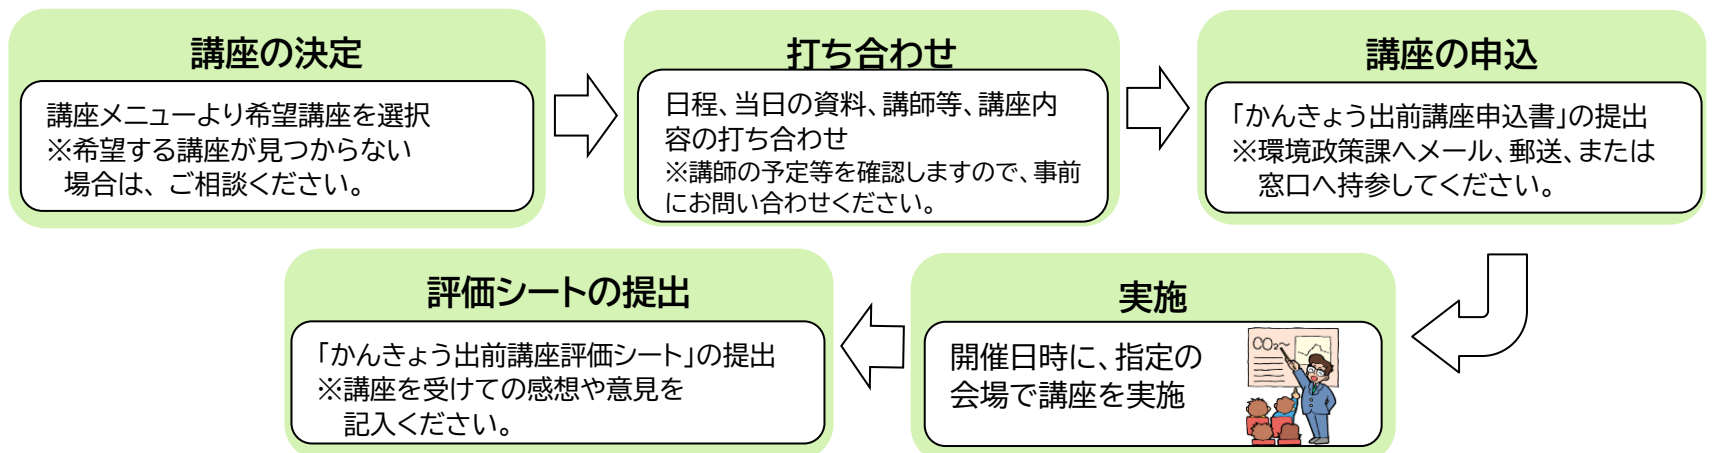 講座の決定
講座メニューより希望講座を選択
※希望する講座が見つからない
場合は、ご相談ください。
打ち合わせ
日程、当日の資料、講師等、講座内
容の打ち合わせ
※講師の予定等を確認しますので、事前
にお問い合わせください。
講座の申込
「かんきょう出前講座申込書」の提出
※環境政策課へメール、郵送、または
窓口へ持参してください。
実施
開催日時に、指定の
会場で講座を実施
CO₂~
評価シートの提出
「かんきょう出前講座評価シート」の提出
※講座を受けての感想や意見を
記入ください。